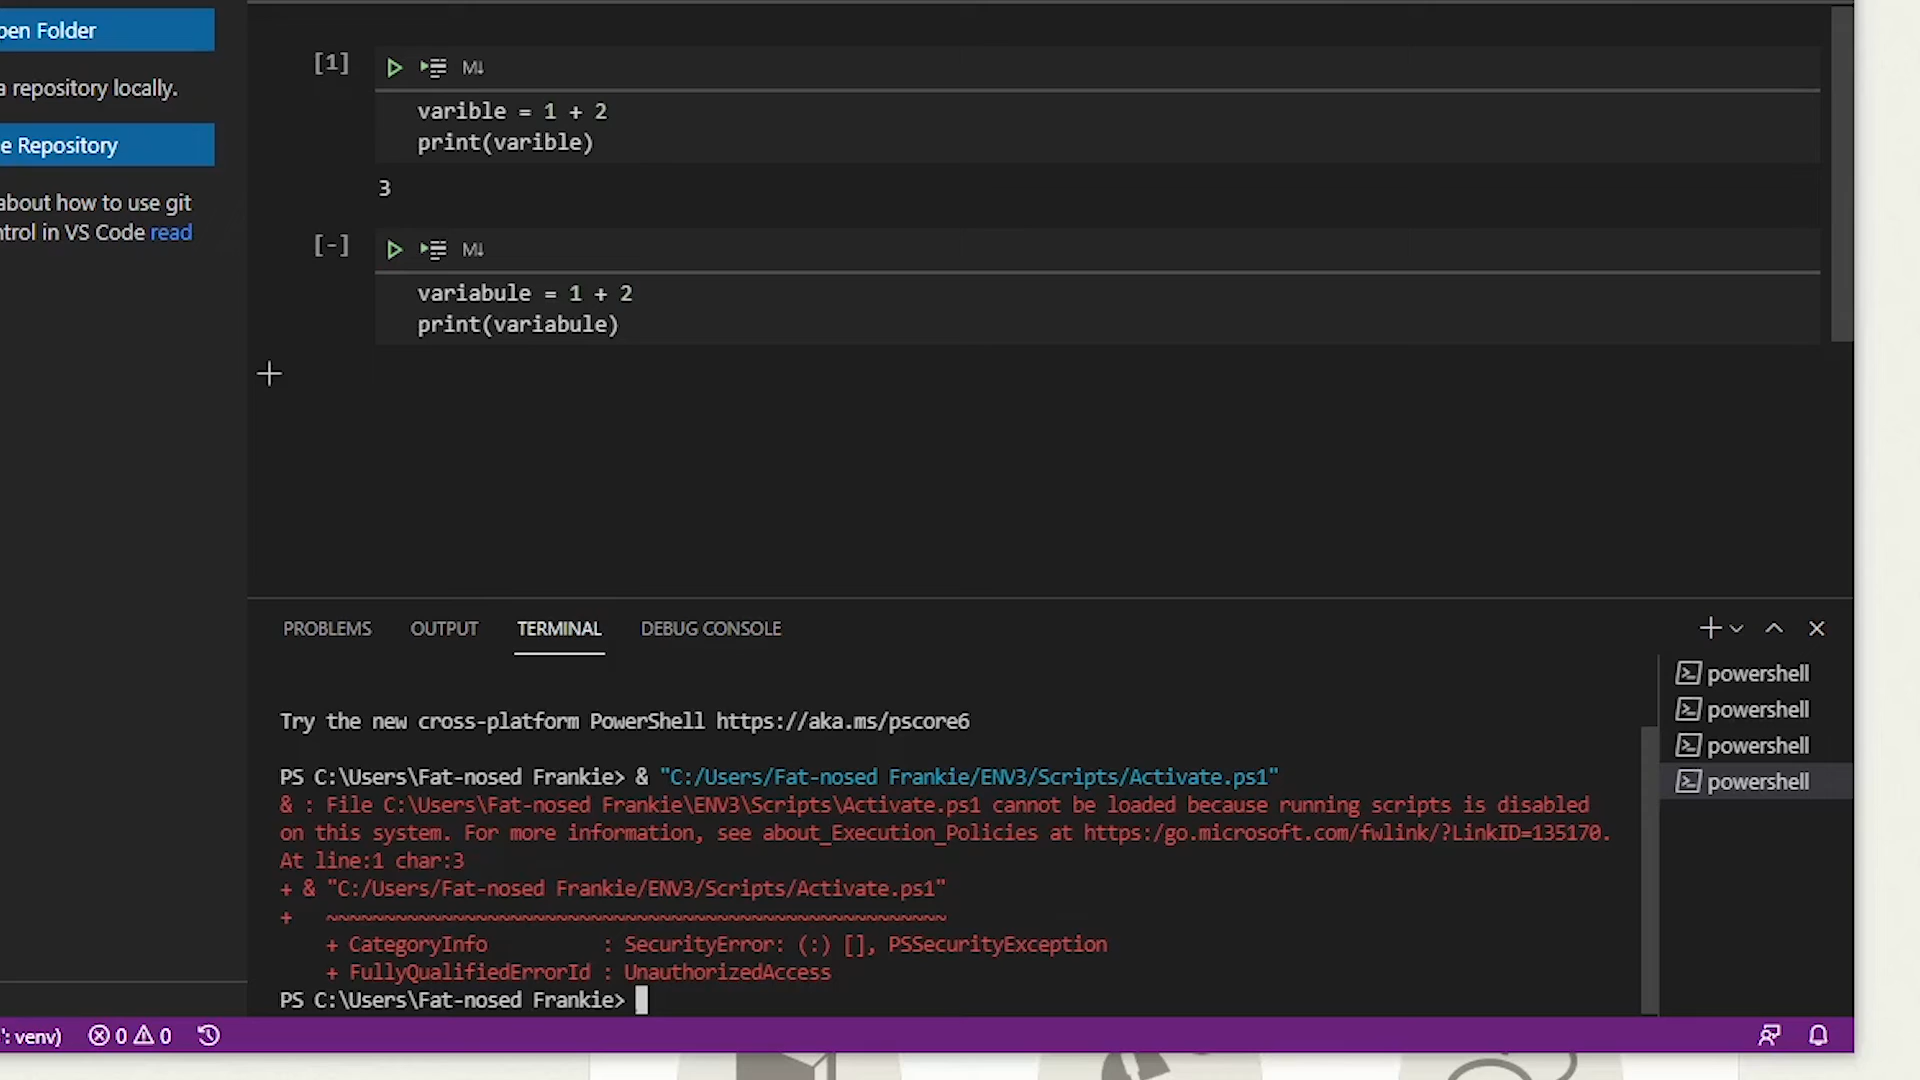 pen Folder
a repository locally.
e Repository
about how to use git
ntrol in VS Code read
[1]
M↓
varible = 1 + 2
print(varible)
3
[-]
M↓
variabule = 1 + 2
print(variabule)
PROBLEMS OUTPUT TERMINAL DEBUG CONSOLE
powershell
powershell
powershell
powershell
Try the new cross-platform PowerShell https://aka.ms/pscore6
PS C:\Users\Fat-nosed Frankie> & "C:/Users/Fat-nosed Frankie/ENV3/Scripts/Activate.ps1"
& : File C:\Users\Fat-nosed Frankie\ENV3\Scripts\Activate.ps1 cannot be loaded because running scripts is disabled
on this system. For more information, see about_Execution_Policies at https:/go.microsoft.com/fwlink/?LinkID=135170.
At line:1 char:3
+ & "C:/Users/Fat-nosed Frankie/ENV3/Scripts/Activate.ps1"
+ ~~~~~~~~~~~~~~~~~~~~~~~~~~~~~~~~~~~~~~~~~~~~~~~~~~~~~~
+ CategoryInfo : SecurityError: (:) [], PSSecurityException
+ FullyQualifiedErrorId : UnauthorizedAccess
PS C:\Users\Fat-nosed Frankie>
': venv) 0 0